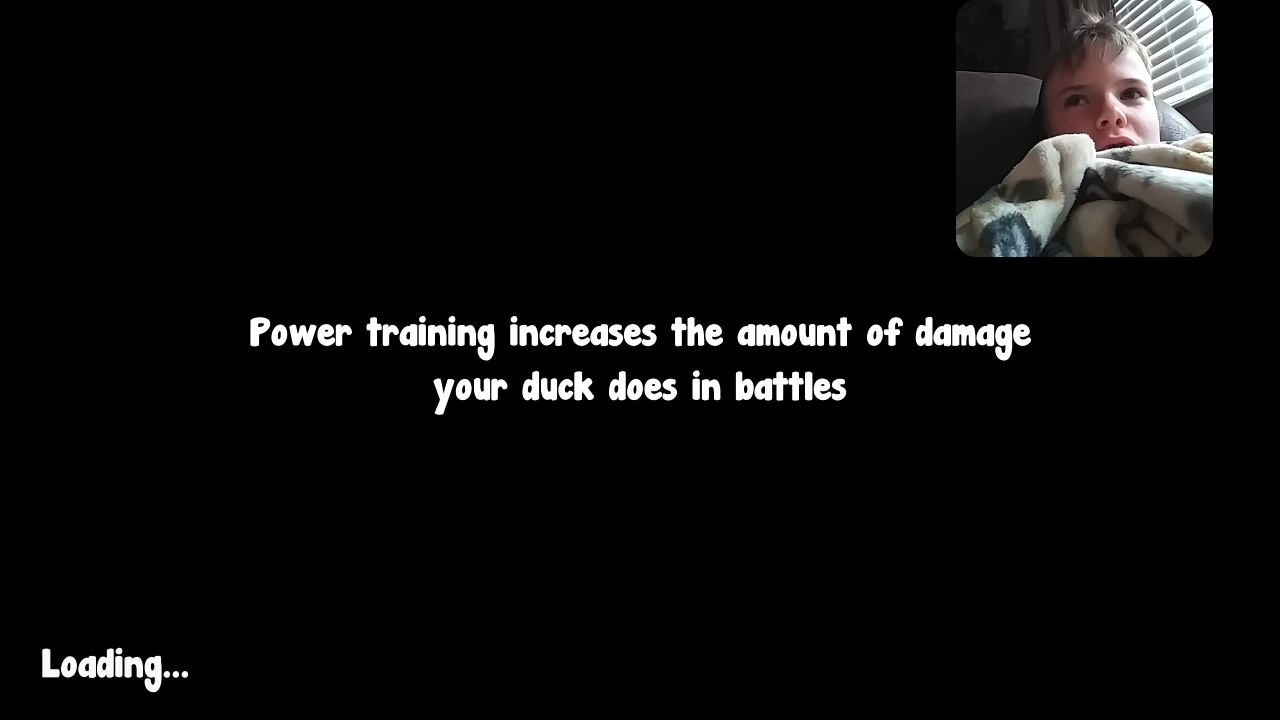 Power training increases the amount of damage
your duck does in battles
Loading...